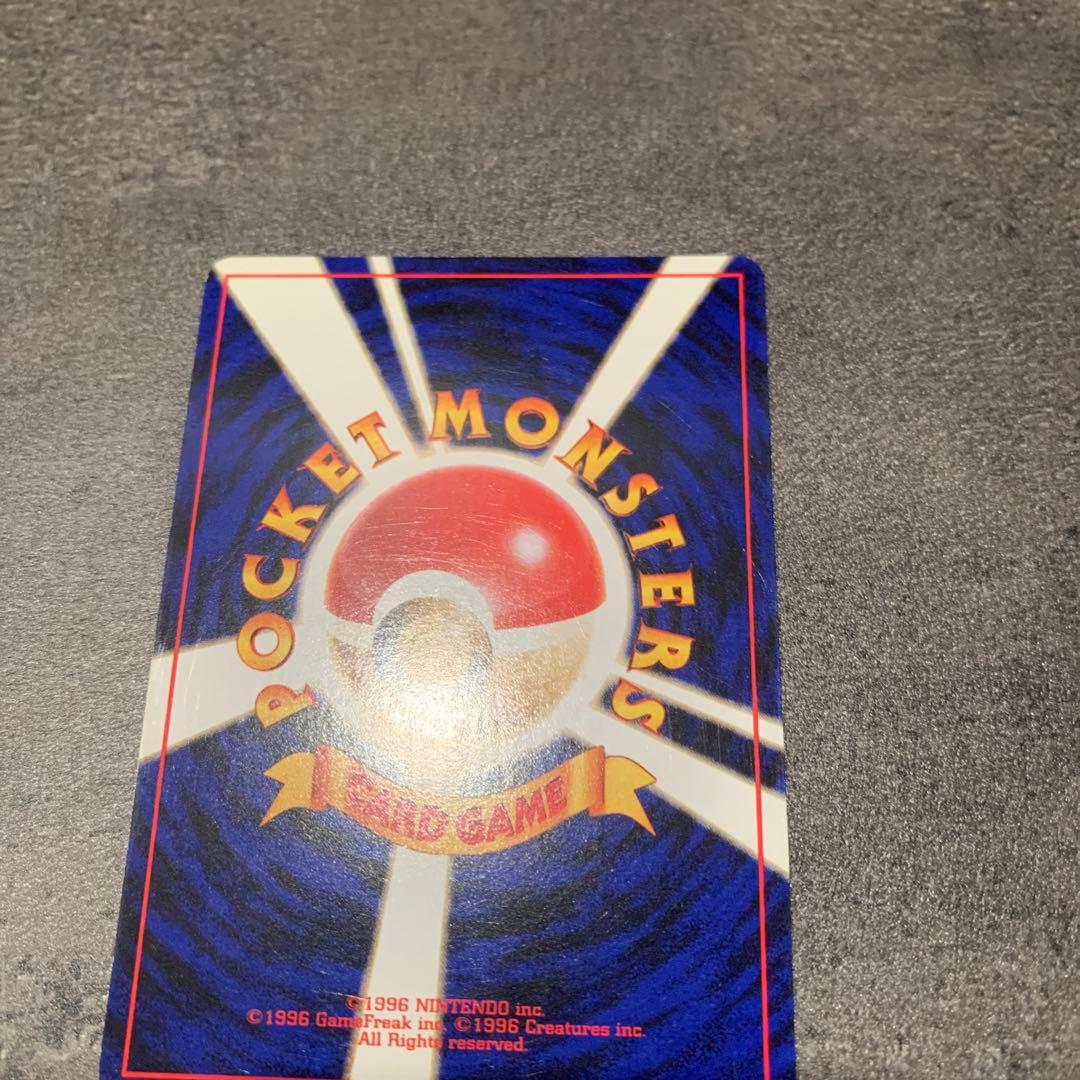 POCKET MONSTERS
CARD GAME
©1996 NINTENDO inc.
©1996 GameFreak inc. ©1996 Creatures inc.
All Rights reserved.